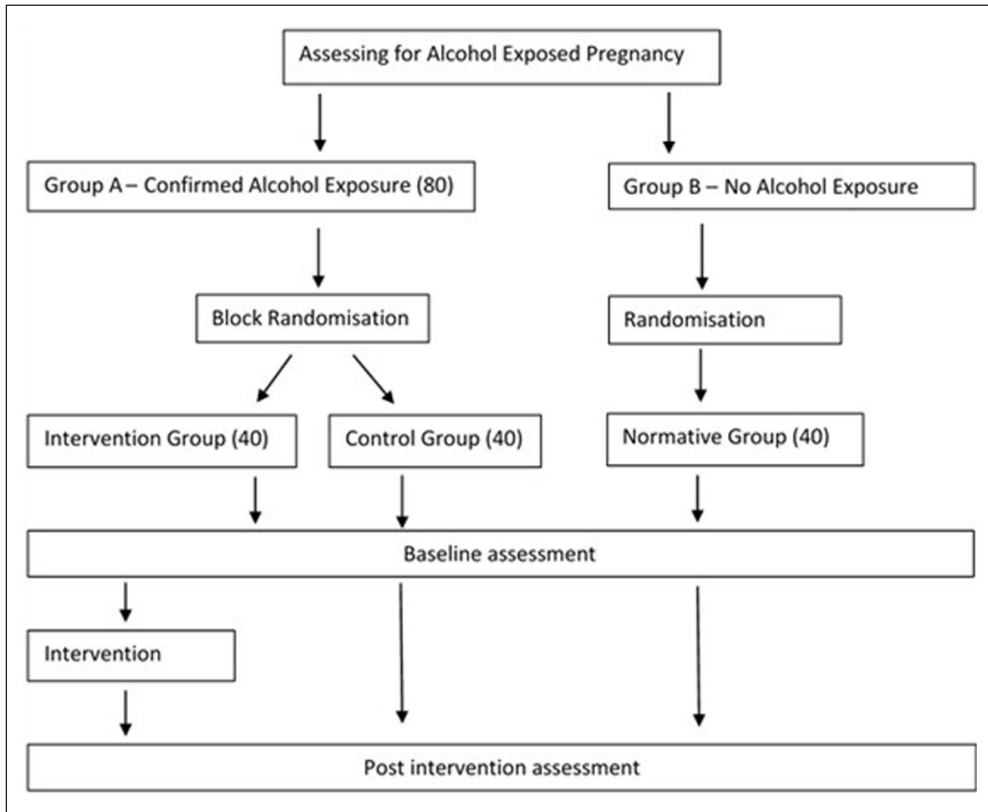 Assessing for Alcohol Exposed Pregnancy
Group A – Confirmed Alcohol Exposure (80)
Group B – No Alcohol Exposure
Block Randomisation
Randomisation
Intervention Group (40)
Control Group (40)
Normative Group (40)
Baseline assessment
Intervention
Post intervention assessment